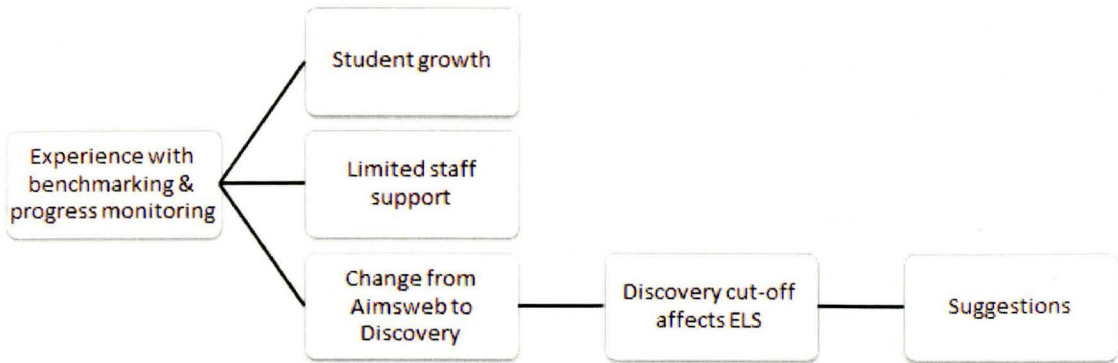 Student growth
Experience with
benchmarking &
progress monitoring
Limited staff
support
Change from
Aimsweb to
Discovery
Discovery cut-off
affects ELS
Suggestions